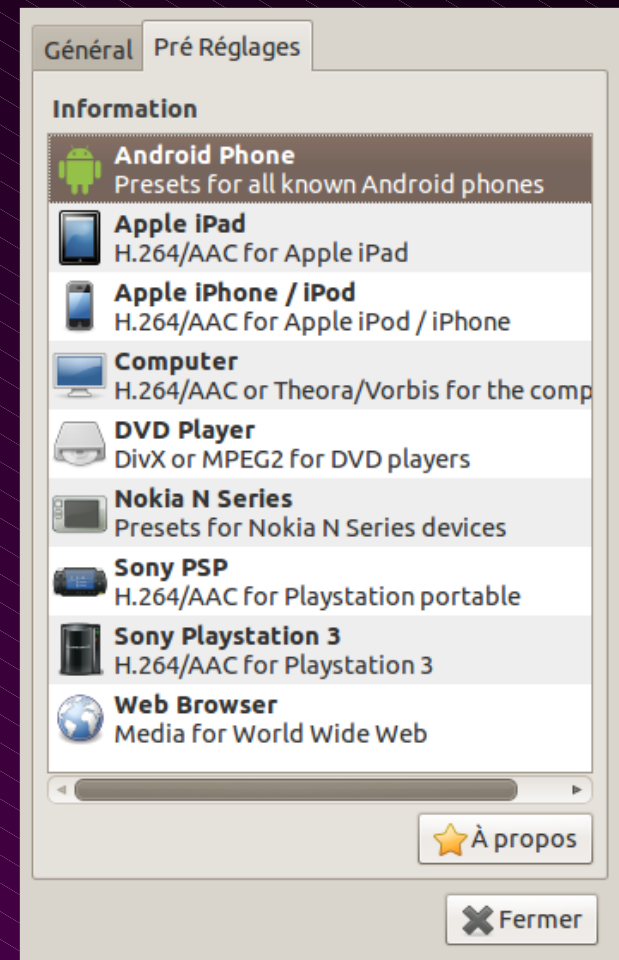 Général Pré Réglages
Information
Android Phone
Presets for all known Android phones
Apple iPad
H.264/AAC for Apple iPad
Apple iPhone / iPod
H.264/AAC for Apple iPod / iPhone
Computer
H.264/AAC or Theora/Vorbis for the comp
DVD Player
DivX or MPEG2 for DVD players
Nokia N Series
Presets for Nokia N Series devices
Sony PSP
H.264/AAC for Playstation portable
Sony Playstation 3
H.264/AAC for Playstation 3
Web Browser
Media for World Wide Web
À propos
Fermer